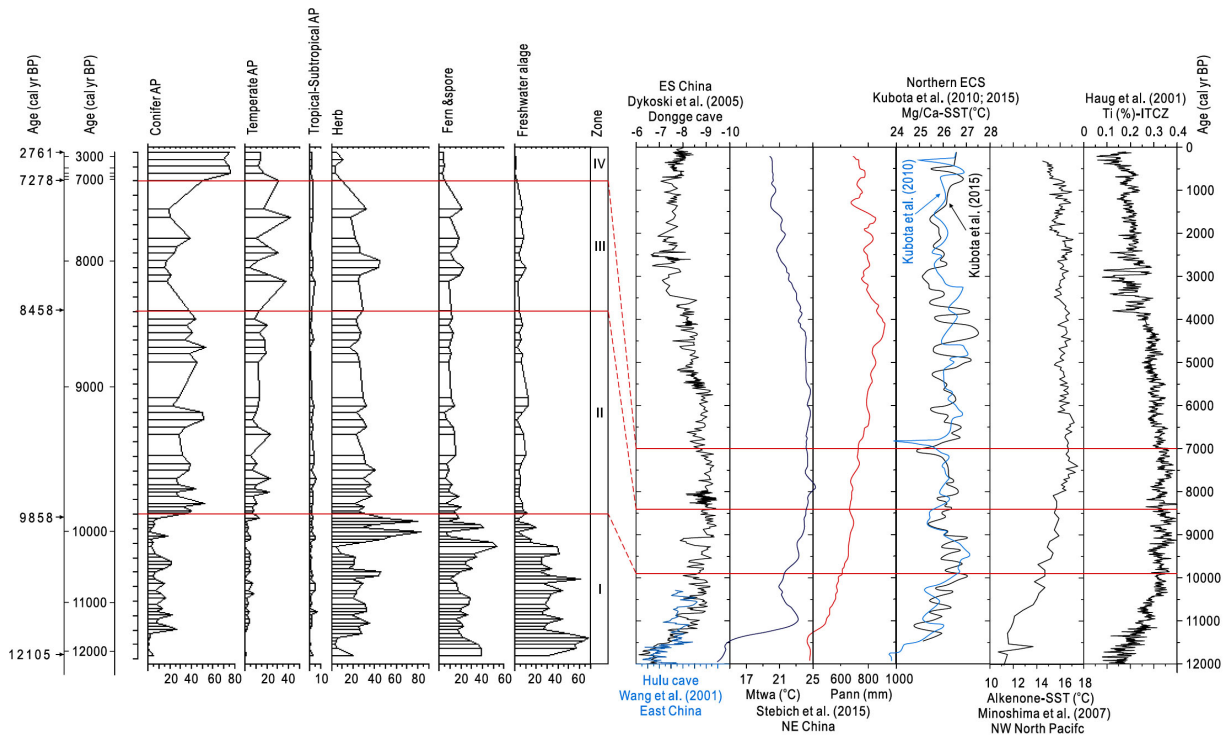 Age (cal yr BP)
Age (cal yr BP)
Conifer AP
Temperate AP
Tropical-Subtropical AP
Herb
Fern &spore
Freshwater alage
Zone
2761
7278
8458
9858
12105
3000
7000
8000
9000
10000
11000
12000
IV
III
II
I
20 40 60 80
20 40
20 40 60 80
20 40
20 40 60
ES China
Dykoski et al. (2005)
Dongge cave
-6 -7 -8 -9 -10
Northern ECS
Kubota et al. (2010; 2015)
Mg/Ca-SST(°C)
24 25 26 27 28
Haug et al. (2001)
Ti (%)-ITCZ
0 0.1 0.2 0.3 0.4
Age (cal yr BP)
Kubota et al. (2010)
Kubota et al. (2015)
0
1000
2000
3000
4000
5000
6000
7000
8000
9000
10000
11000
12000
Hulu cave
Wang et al. (2001)
East China
17 21 25
Mtwa (°C)
600 800 1000
Pann (mm)
Stebich et al. (2015)
NE China
10 12 14 16 18
Alkenone-SST (°C)
Minoshima et al. (2007)
NW North Pacifc